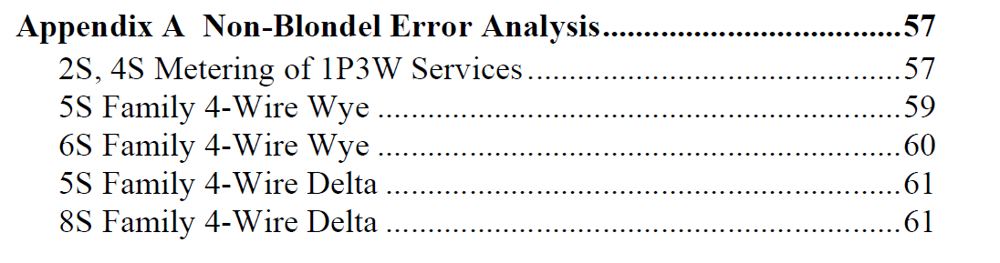 Appendix A  Non-Blondel Error Analysis....................................57
2S, 4S Metering of 1P3W Services.............................................57
5S Family 4-Wire Wye ..............................................................59
6S Family 4-Wire Wye ..............................................................60
5S Family 4-Wire Delta .............................................................61
8S Family 4-Wire Delta .............................................................61